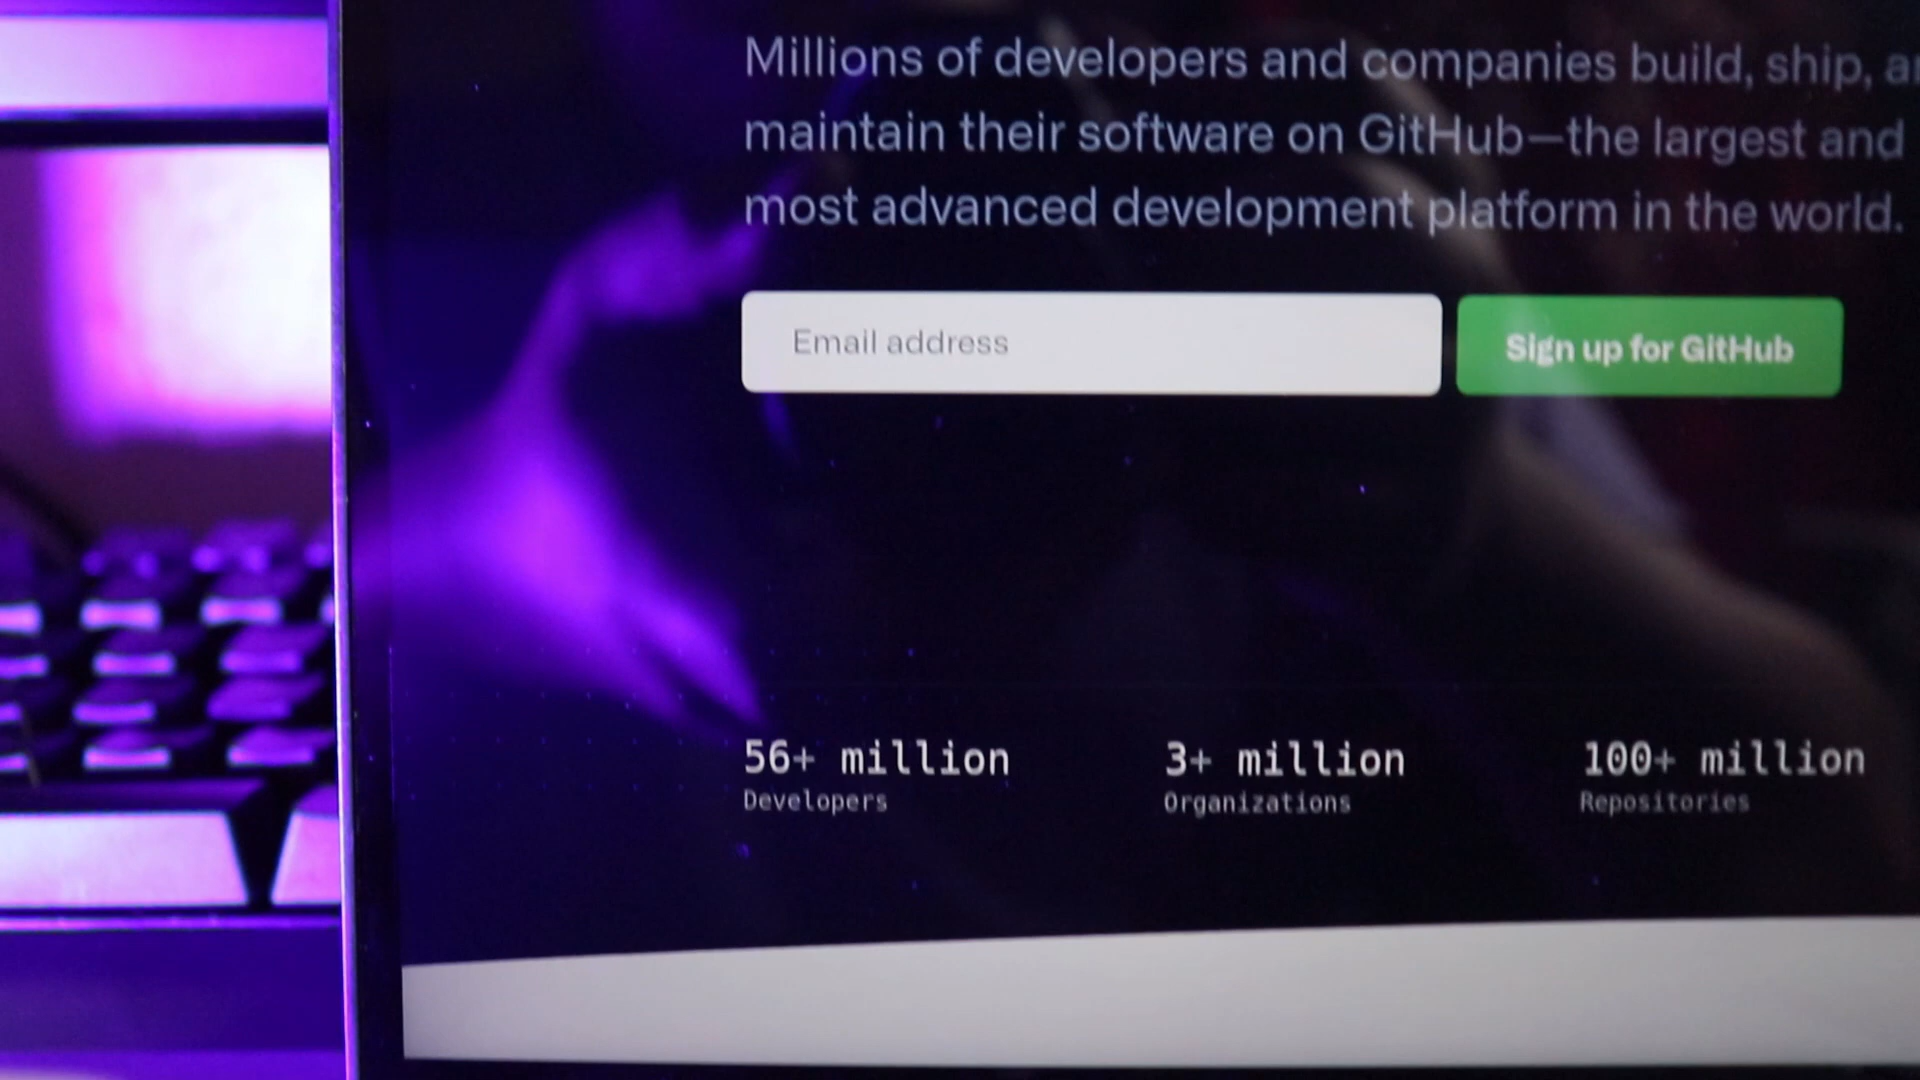 Millions of developers and companies build, ship,
maintain their software on GitHub—the largest and
most advanced development platform in the world.
Email address
Sign up for GitHub
56+ million
Developers
3+ million
Organizations
100+ million
Repositories